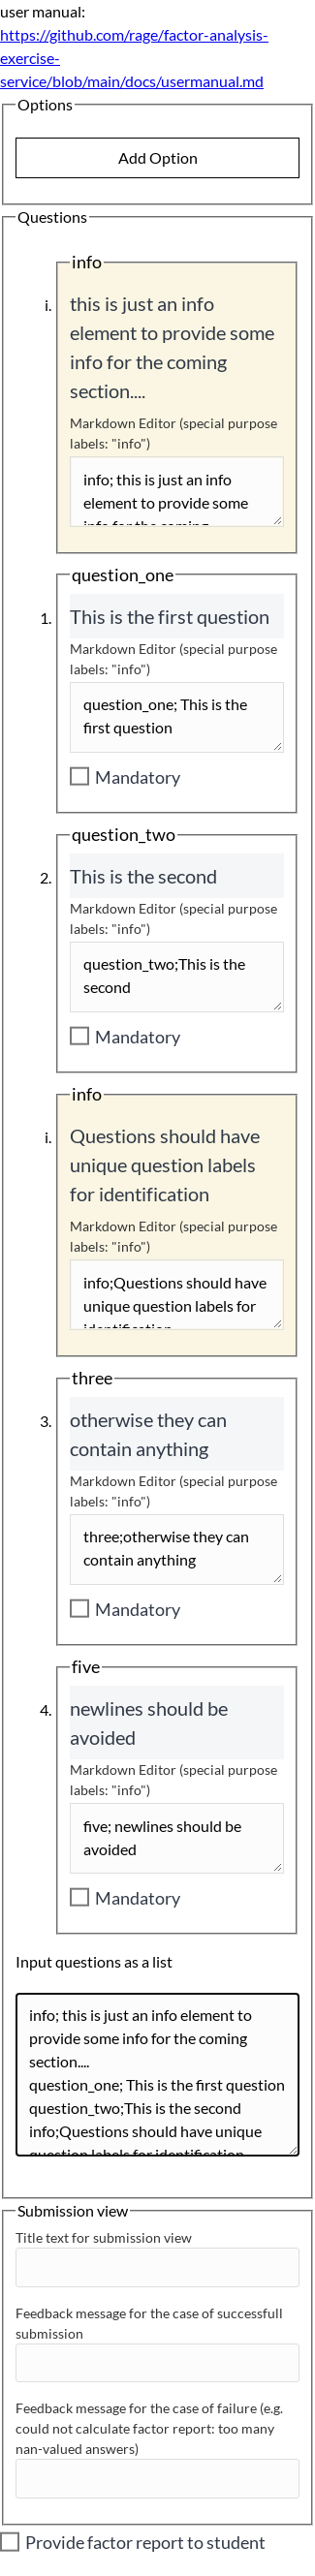 user manual:
https://github.com/rage/factor-analysis-
exercise-
service/blob/main/docs/usermanual.md
Options
Add Option
Questions
info
i.
this is just an info
element to provide some
info for the coming
section....
Markdown Editor (special purpose
labels: "info")
info; this is just an info
element to provide some
info for the coming
question_one
1.
This is the first question
Markdown Editor (special purpose
labels: "info")
question_one; This is the
first question
Mandatory
question_two
2.
This is the second
Markdown Editor (special purpose
labels: "info")
question_two;This is the
second
Mandatory
info
i.
Questions should have
unique question labels
for identification
Markdown Editor (special purpose
labels: "info")
info;Questions should have
unique question labels for
identification
three
3.
otherwise they can
contain anything
Markdown Editor (special purpose
labels: "info")
three;otherwise they can
contain anything
Mandatory
five
4.
newlines should be
avoided
Markdown Editor (special purpose
labels: "info")
five; newlines should be
avoided
Mandatory
Input questions as a list
info; this is just an info element to
provide some info for the coming
section....
question_one; This is the first question
question_two;This is the second
info;Questions should have unique
question labels for identification
Submission view
Title text for submission view
Feedback message for the case of successfull
submission
Feedback message for the case of failure (e.g.
could not calculate factor report: too many
nan-valued answers)
Provide factor report to student